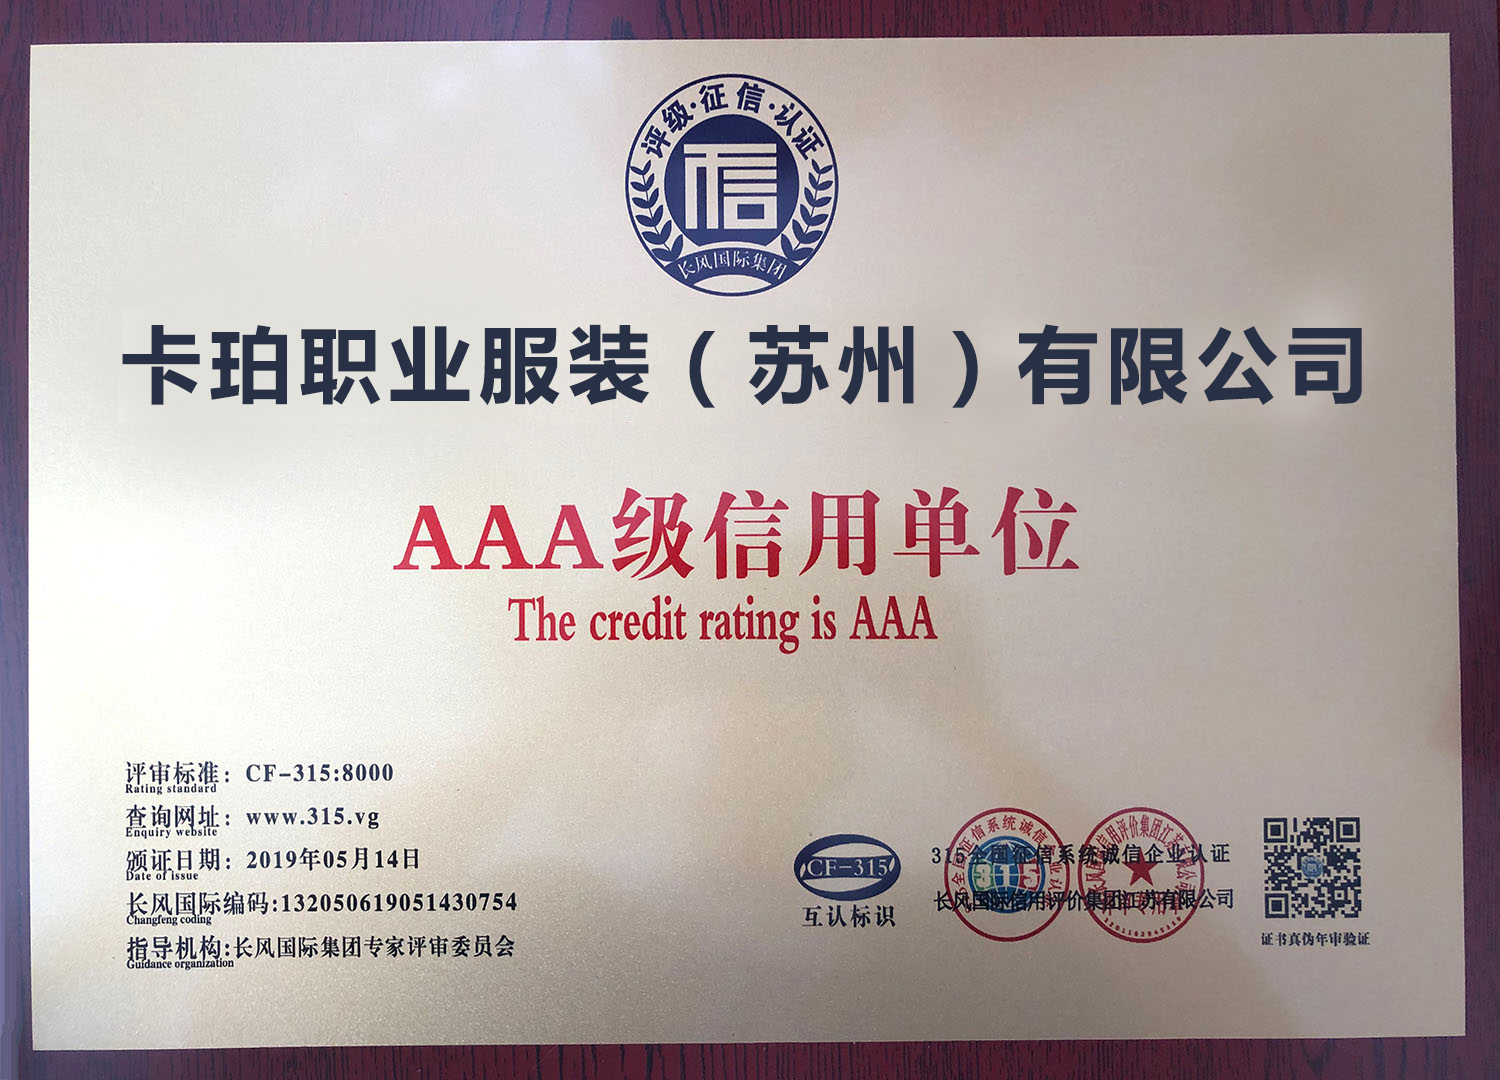 评级·征信·认证
信
长风国际集团
卡珀职业服装（苏州）有限公司
AAA级信用单位
The credit rating is AAA
评审标准：CF-315:8000
Rating standard
查询网址：www.315.vg
Enquiry website
颁证日期：2019年05月14日
Date of issue
长风国际编码:132050619051430754
Changfeng coding
指导机构:长风国际集团专家评审委员会
Guidance organization
CF-315
互认标识
315全国征信系统诚信企业认证
长风国际信用评价集团江苏有限公司
315
证书真伪年审验证